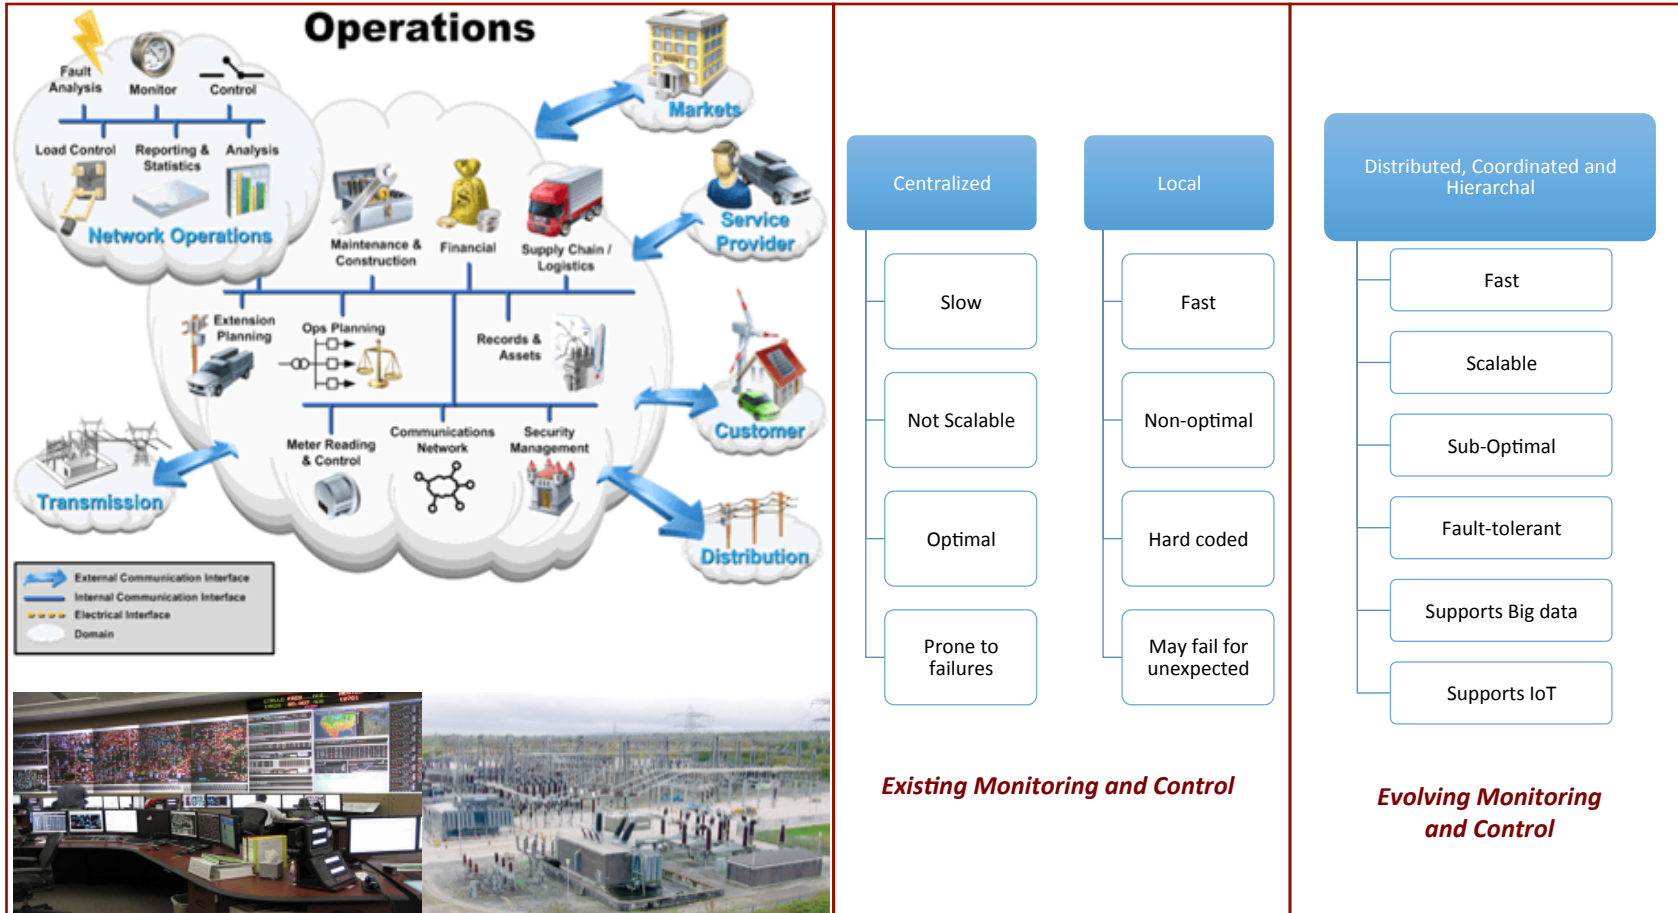 Operations
Fault
Analysis
Monitor
Control
Load Control
Reporting &
Statistics
Analysis
Network Operations
Markets
Service
Provider
Maintenance &
Construction
Financial
Supply Chain /
Logistics
Extension
Planning
Ops Planning
Records &
Assets
Customer
Meter Reading
& Control
Communications
Network
Security
Management
Transmission
Distribution
External Communication Interface
Internal Communication Interface
Electrical Interface
Domain
Centralized
Slow
Not Scalable
Optimal
Prone to
failures
Local
Fast
Non-optimal
Hard coded
May fail for
unexpected
Existing Monitoring and Control
Distributed, Coordinated and
Hierarchal
Fast
Scalable
Sub-Optimal
Fault-tolerant
Supports Big data
Supports IoT
Evolving Monitoring
and Control